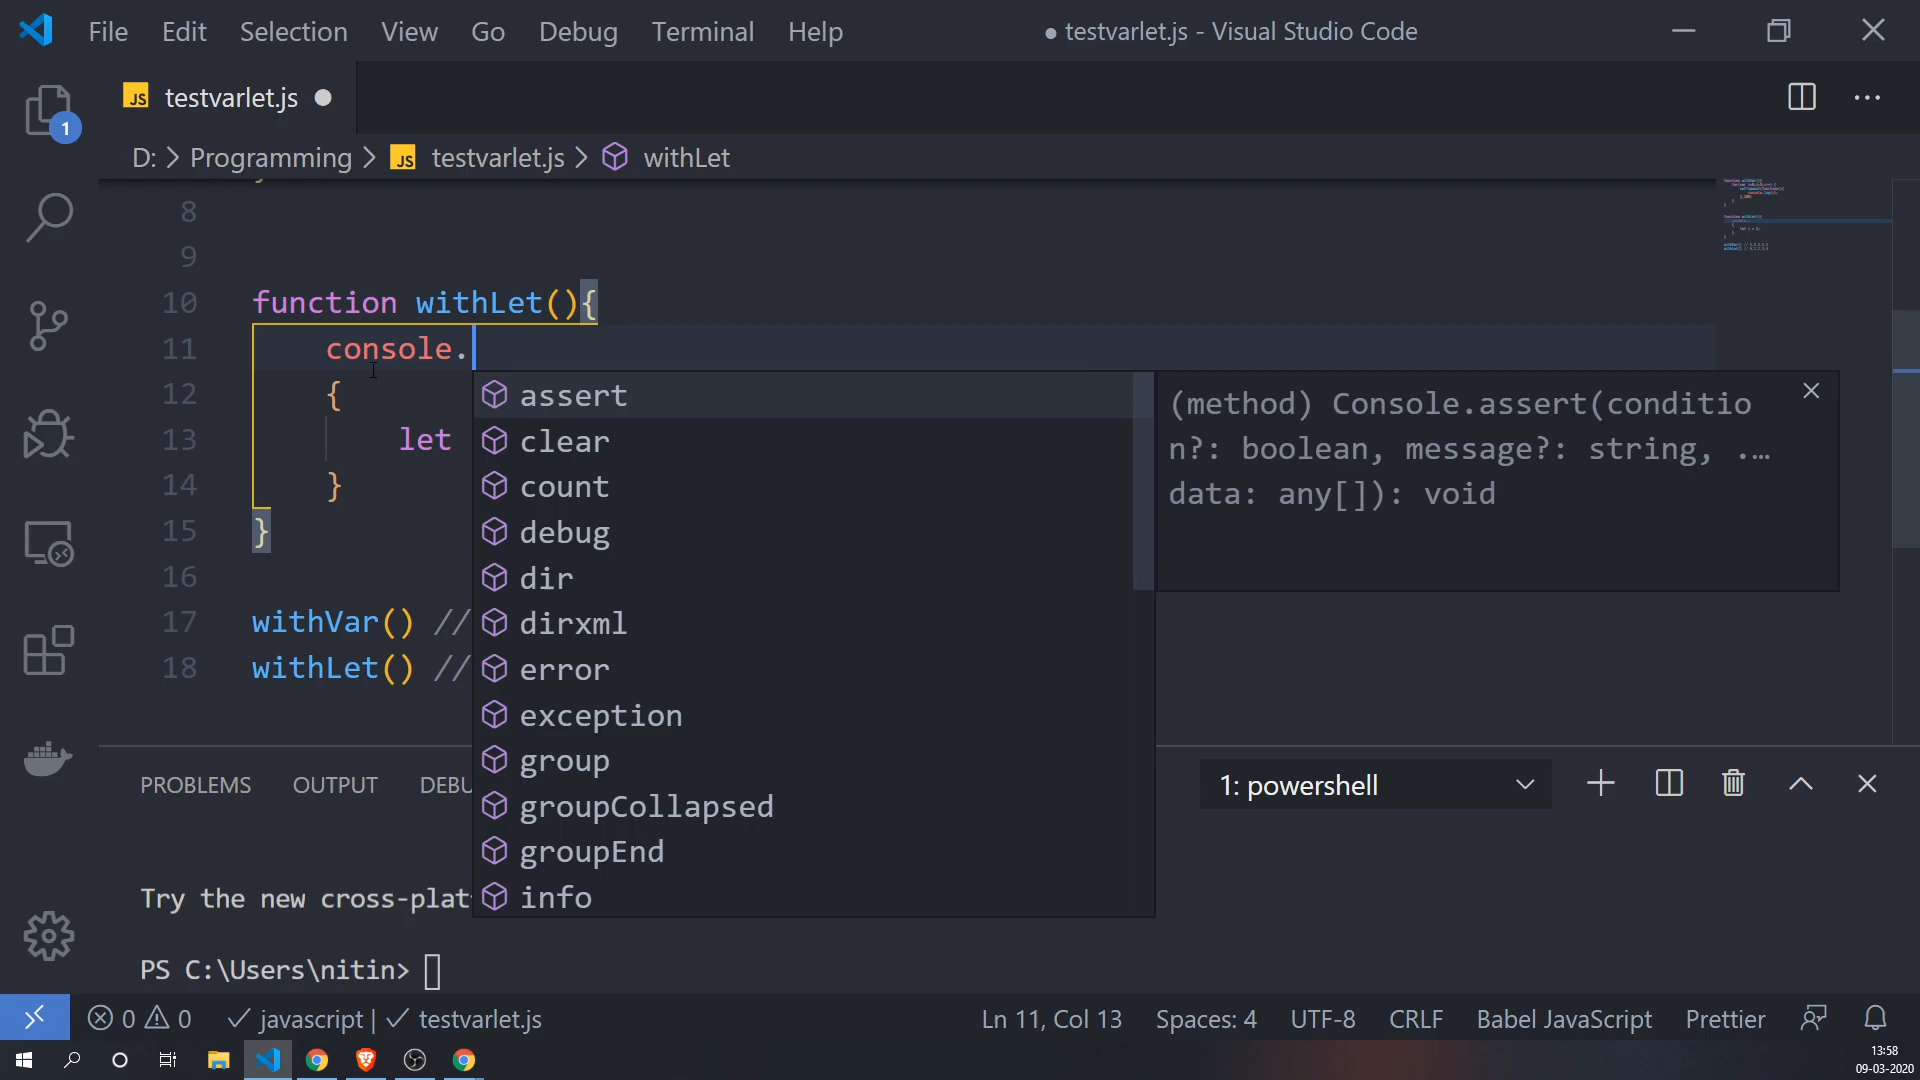 File Edit Selection View Go Debug Terminal Help ● testvarlet.js - Visual Studio Code
JS testvarlet.js
D: > Programming > JS testvarlet.js > withLet
1
8
9
10 function withLet(){
11 console.
12 {
13 let
14 }
15 }
16
17 withVar() //
18 withLet() //
assert
clear
count
debug
dir
dirxml
error
exception
group
groupCollapsed
groupEnd
info
(method) Console.assert(conditio
n?: boolean, message?: string, ...
data: any[]): void
PROBLEMS OUTPUT DEBU 1: powershell
Try the new cross-plat
PS C:\Users\nitin>
0 0 javascript | testvarlet.js Ln 11, Col 13 Spaces: 4 UTF-8 CRLF Babel JavaScript Prettier
13:58
09-03-2020